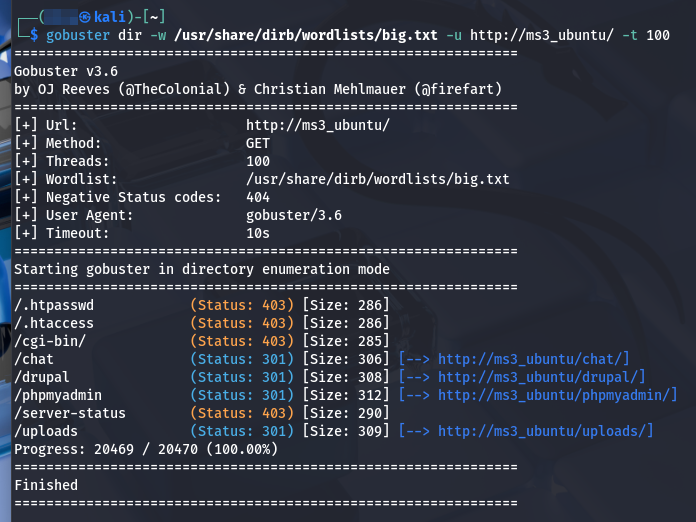 (kali)-[~]
$ gobuster dir -w /usr/share/dirb/wordlists/big.txt -u http://ms3_ubuntu/ -t 100
===============================================================
Gobuster v3.6
by OJ Reeves (@TheColonial) & Christian Mehlmauer (@firefart)
===============================================================
[+] Url: http://ms3_ubuntu/
[+] Method: GET
[+] Threads: 100
[+] Wordlist: /usr/share/dirb/wordlists/big.txt
[+] Negative Status codes: 404
[+] User Agent: gobuster/3.6
[+] Timeout: 10s
===============================================================
Starting gobuster in directory enumeration mode
===============================================================
/.htpasswd (Status: 403) [Size: 286]
/.htaccess (Status: 403) [Size: 286]
/cgi-bin/ (Status: 403) [Size: 285]
/chat (Status: 301) [Size: 306] [--> http://ms3_ubuntu/chat/]
/drupal (Status: 301) [Size: 308] [--> http://ms3_ubuntu/drupal/]
/phpmyadmin (Status: 301) [Size: 312] [--> http://ms3_ubuntu/phpmyadmin/]
/server-status (Status: 403) [Size: 290]
/uploads (Status: 301) [Size: 309] [--> http://ms3_ubuntu/uploads/]
Progress: 20469 / 20470 (100.00%)
===============================================================
Finished
===============================================================